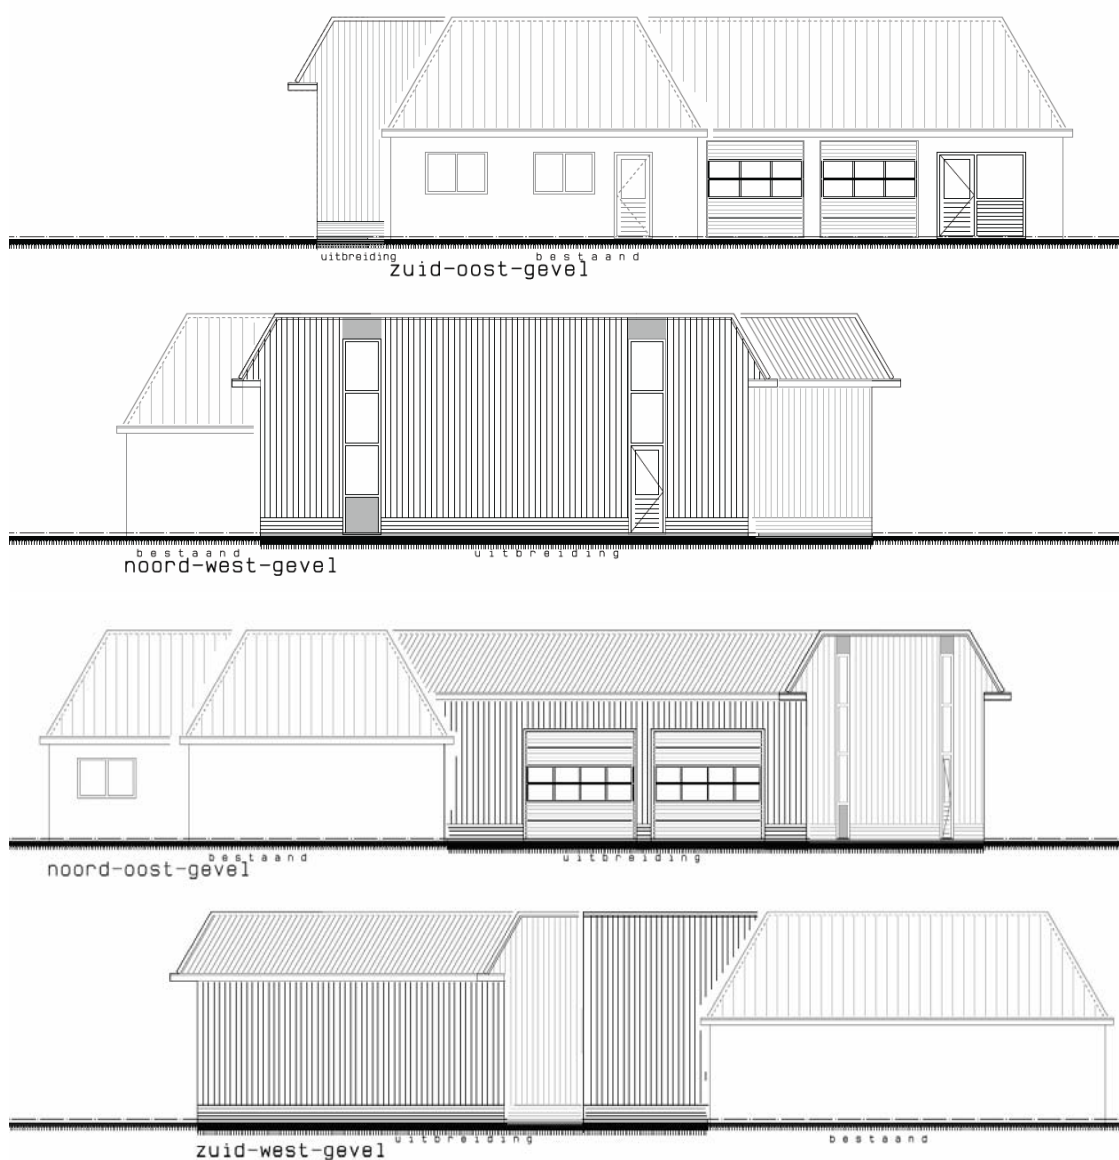 uitbreiding bestaand
zuid-oost-gevel
bestaand uitbreiding
noord-west-gevel
bestaand uitbreiding
noord-oost-gevel
uitbreiding bestaand
zuid-west-gevel